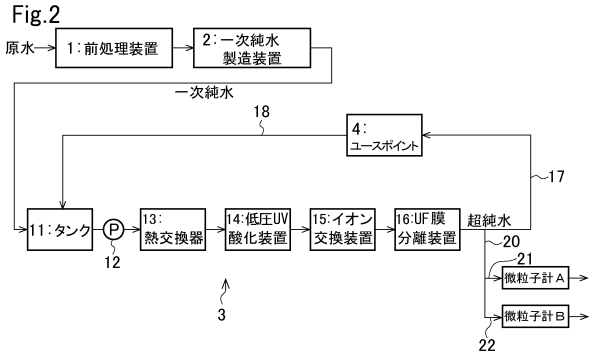 Fig.2
原水
1：前処理装置
2：一次純水
製造装置
一次純水
18
4：
ユースポイント
17
11：タンク
P
12
13：
熱交換器
14：低圧UV
酸化装置
15：イオン
交換装置
16：UF膜
分離装置
超純水
20
21
微粒子計A
3
微粒子計B
22